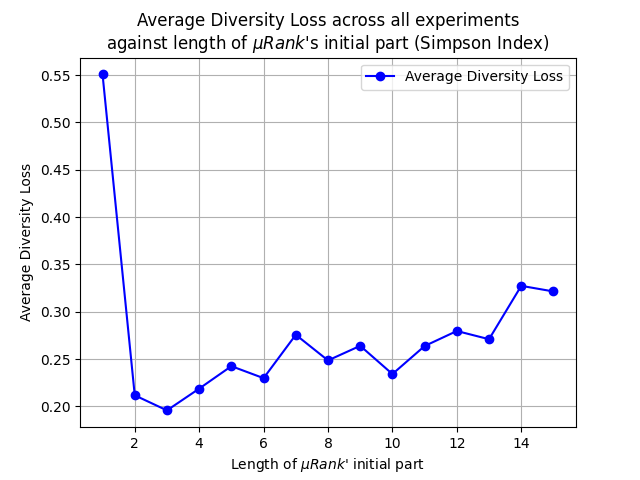 Average Diversity Loss across all experiments
against length of μRank's initial part (Simpson Index)
Average Diversity Loss
0.55
0.50
0.45
0.40
0.35
0.30
0.25
0.20
Average Diversity Loss
2 4 6 8 10 12 14
Length of μRank' initial part